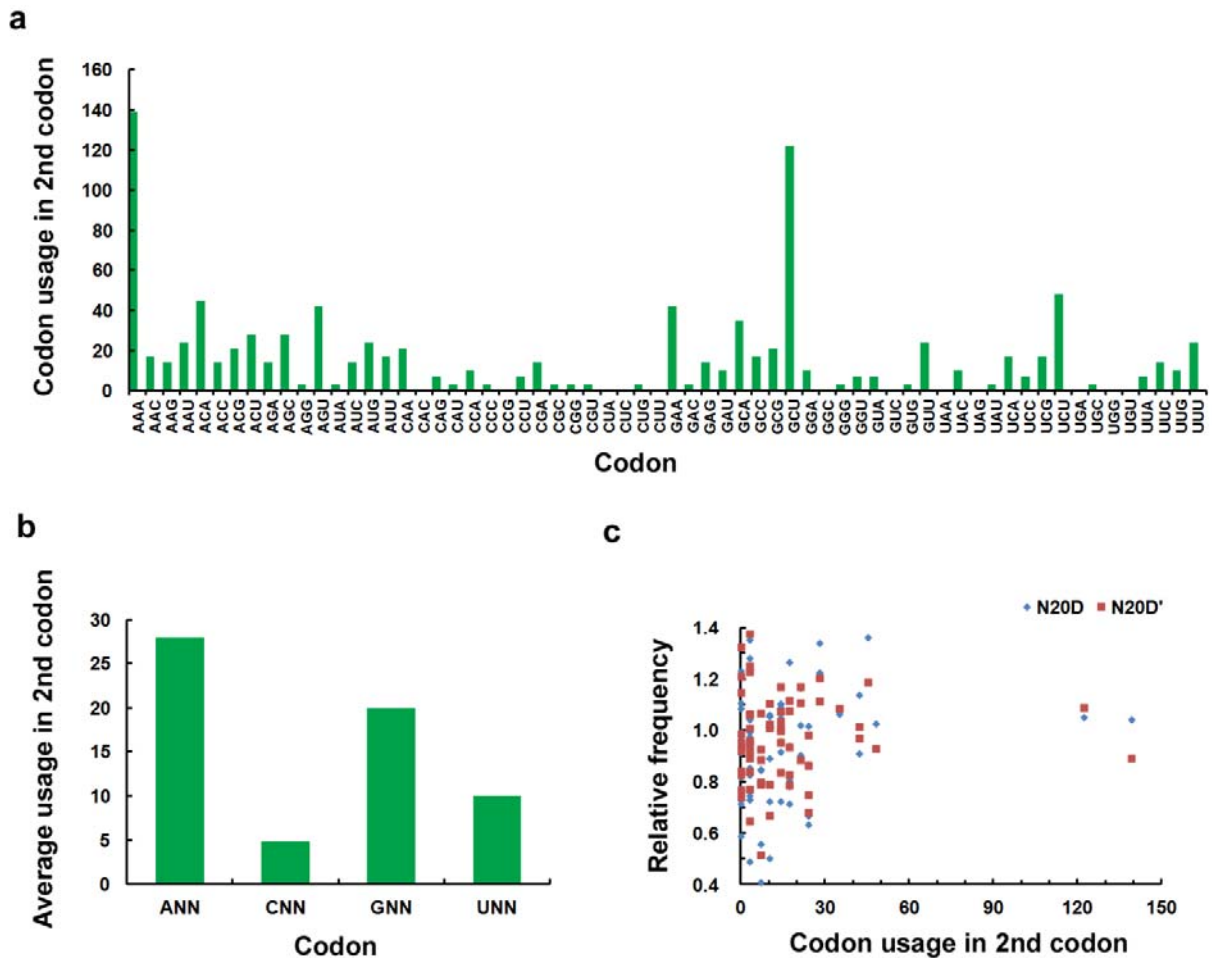 a
Codon usage in 2nd codon
160
140
120
100
80
60
40
20
0
AAA AAC AAG AAU ACA ACC ACG ACU AGA AGC AGG AGU AUA AUC AUG AUU CAA CAC CAG CAU CCA CCC CCG CCU CGA CGC CGG CGU CUA CUC CUG CUU GAA GAC GAG GAU GCA GCC GCG GCU GGA GGC GGG GGU GUA GUC GUG GUU UAA UAC UAG UAU UCA UCC UCG UCU UGA UGC UGG UGU UUA UUC UUG UUU
Codon
b
Average usage in 2nd codon
30
25
20
15
10
5
0
ANN CNN GNN UNN
Codon
c
N20D N20D'
Relative frequency
1.4
1.2
1.0
0.8
0.6
0.4
0 30 60 90 120 150
Codon usage in 2nd codon